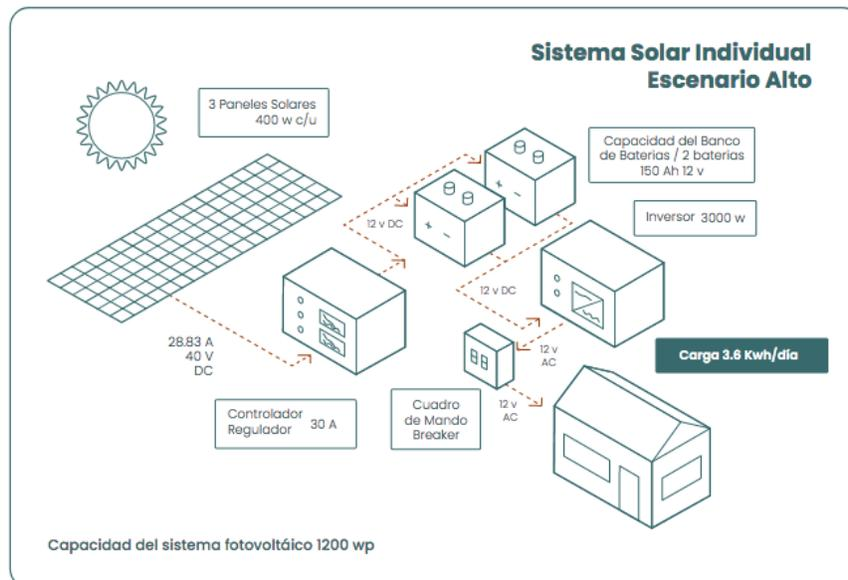 Sistema Solar Individual
Escenario Alto
3 Paneles Solares
400 w c/u
Capacidad del Banco
de Baterias / 2 baterias
150 Ah 12 v
Inversor 3000 w
12 v DC
12 v DC
28.83 A
40 V
DC
12 v
AC
Carga 3.6 Kwh/día
Controlador
Regulador 30 A
Cuadro
de Mando
Breaker
12 v
AC
Capacidad del sistema fotovoltáico 1200 wp